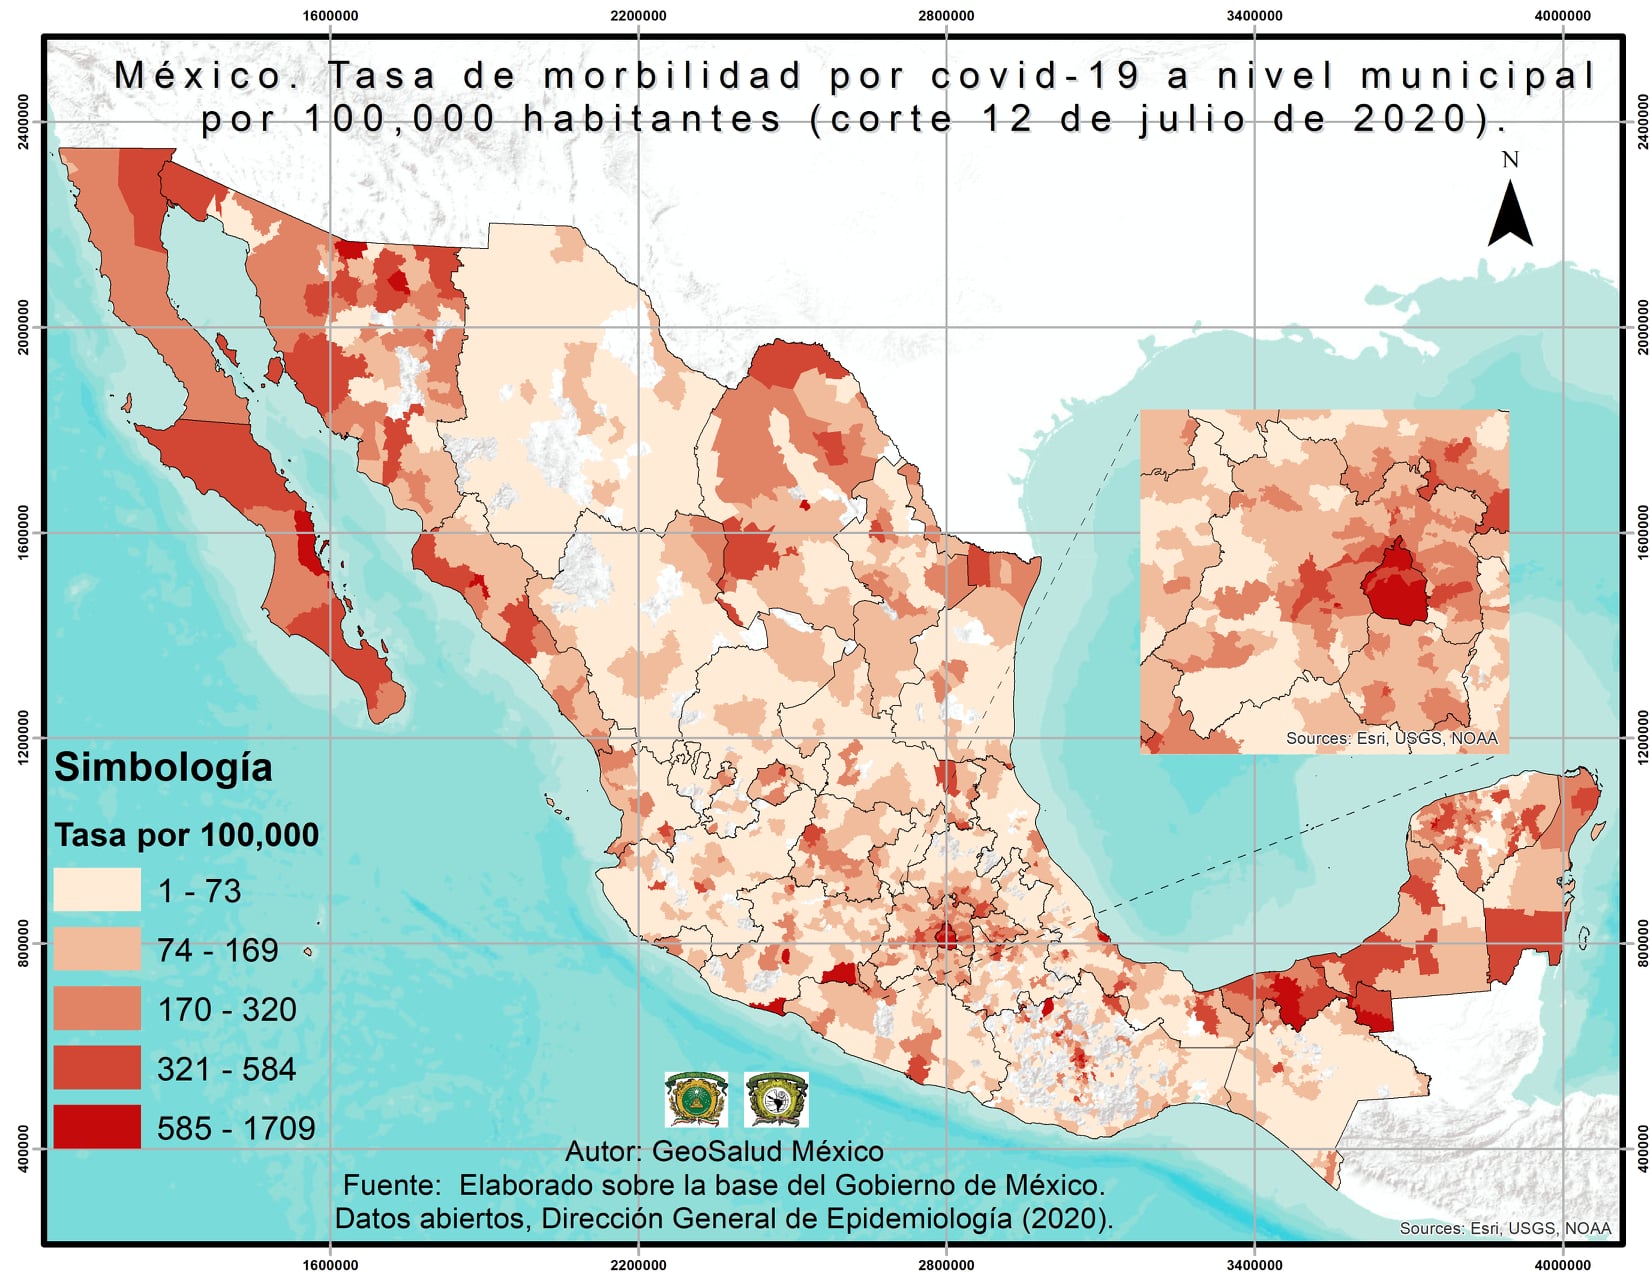 1600000 2200000 2800000 3400000 4000000
México. Tasa de morbilidad por covid-19 a nivel municipal
por 100,000 habitantes (corte 12 de julio de 2020).
N
2400000 2400000
2000000 2000000
1600000 1600000
1200000 1200000
800000 800000
400000 400000
Sources: Esri, USGS, NOAA
Simbología
Tasa por 100,000
1 - 73
74 - 169
170 - 320
321 - 584
585 - 1709
Autor: GeoSalud México
Fuente: Elaborado sobre la base del Gobierno de México.
Datos abiertos, Dirección General de Epidemiología (2020).
Sources: Esri, USGS, NOAA
1600000 2200000 2800000 3400000 4000000